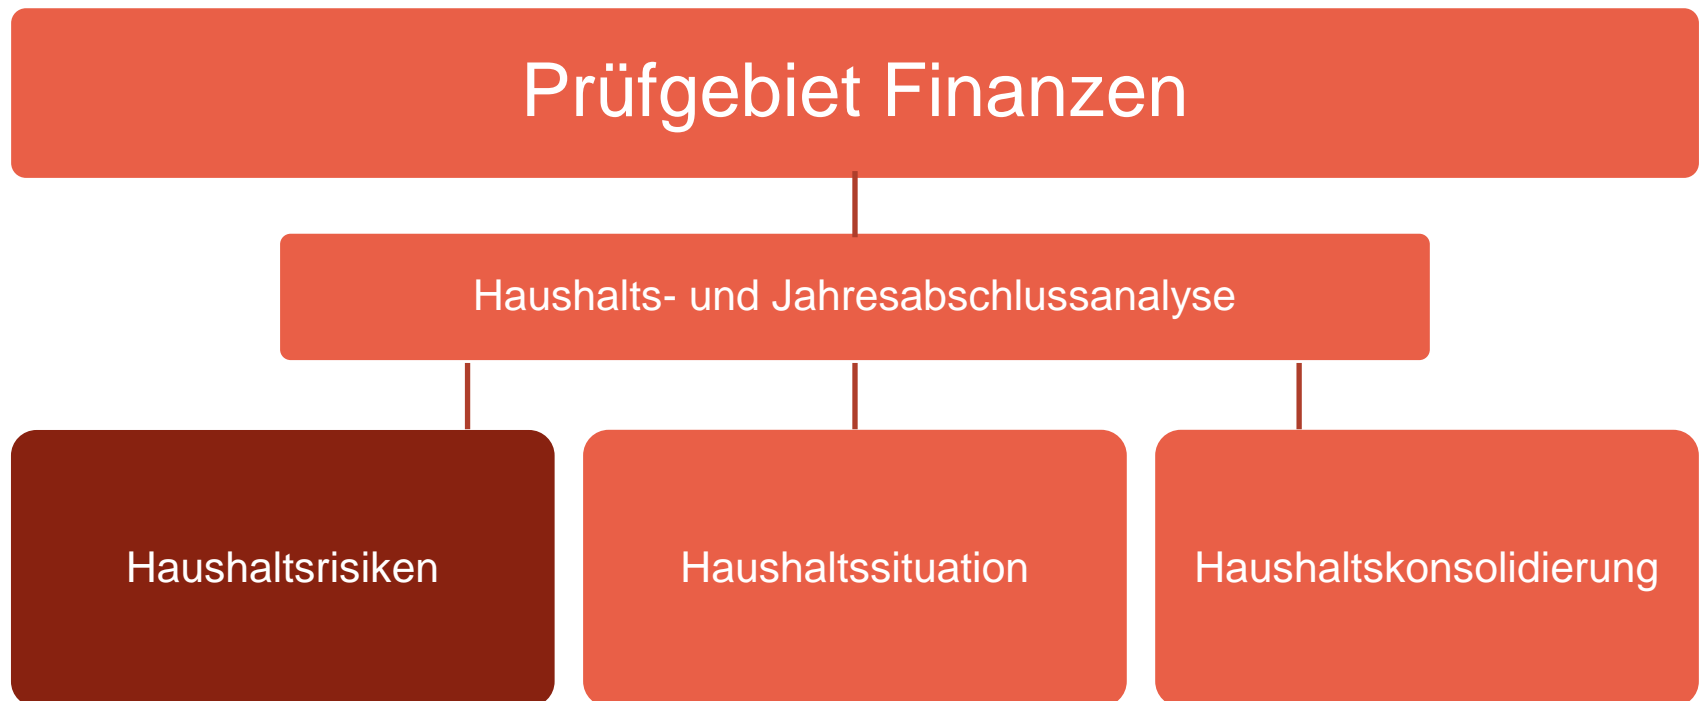 Prüfgebiet Finanzen
Haushalts- und Jahresabschlussanalyse
Haushaltsrisiken
Haushaltssituation
Haushaltskonsolidierung